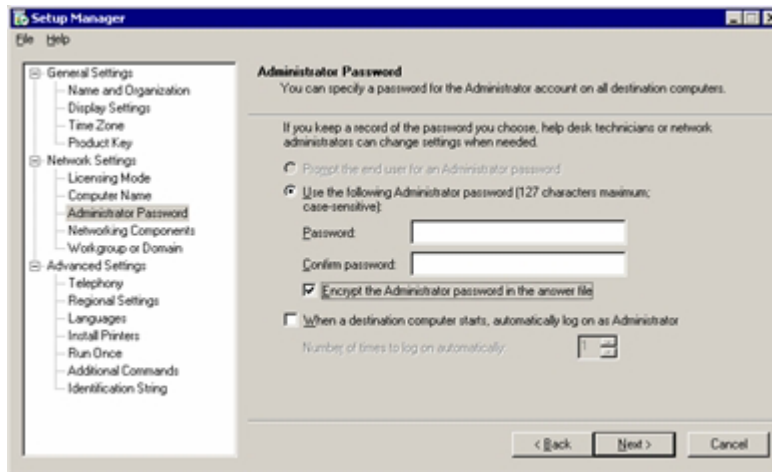 Setup Manager
File Help
General Settings
Name and Organization
Display Settings
Time Zone
Product Key
Network Settings
Licensing Mode
Computer Name
Administrator Password
Networking Components
Workgroup or Domain
Advanced Settings
Telephony
Regional Settings
Languages
Install Printers
Run Once
Additional Commands
Identification String
Administrator Password
You can specify a password for the Administrator account on all destination computers.
If you keep a record of the password you choose, help desk technicians or network
administrators can change settings when needed.
Prompt the end user for an Administrator password
Use the following Administrator password (127 characters maximum;
case-sensitive):
Password:
Confirm password:
Encrypt the Administrator password in the answer file
When a destination computer starts, automatically log on as Administrator
Number of times to log on automatically: 1
< Back Next > Cancel